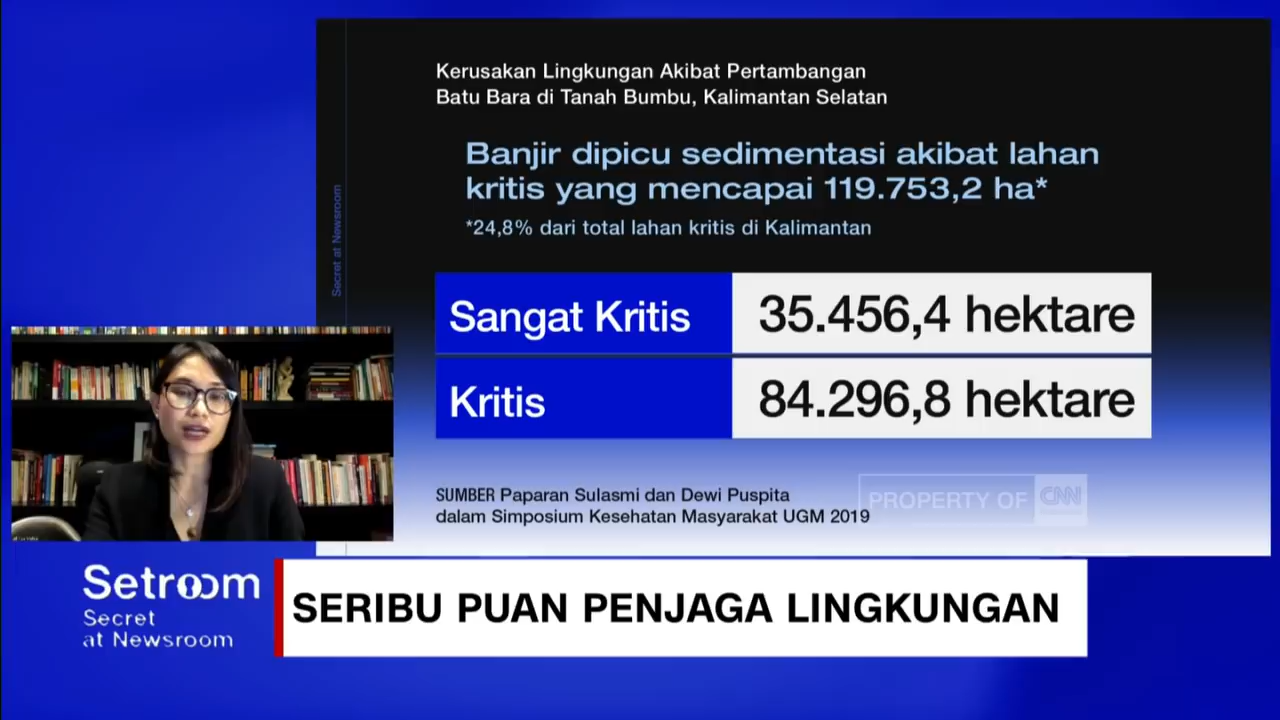 Kerusakan Lingkungan Akibat Pertambangan
Batu Bara di Tanah Bumbu, Kalimantan Selatan
Banjir dipicu sedimentasi akibat lahan
kritis yang mencapai 119.753,2 ha*
*24,8% dari total lahan kritis di Kalimantan
Secret at Newsroom
Sangat Kritis 35.456,4 hektare
Kritis 84.296,8 hektare
SUMBER Paparan Sulasmi dan Dewi Puspita
dalam Simposium Kesehatan Masyarakat UGM 2019
PROPERTY OF CNN
Setroom
Secret
at Newsroom
SERIBU PUAN PENJAGA LINGKUNGAN